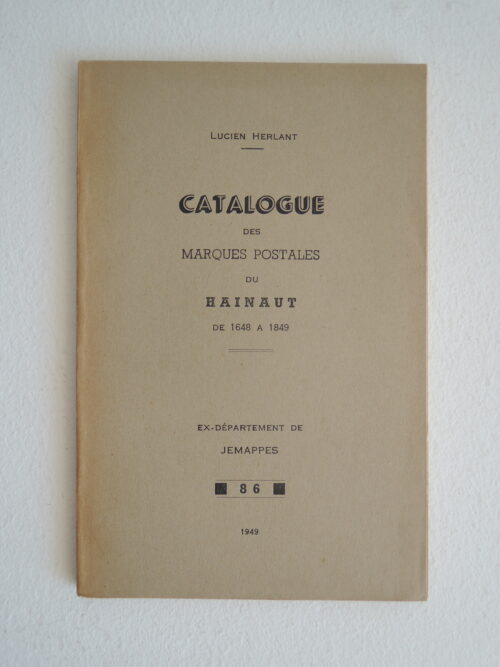 LUCIEN HERLANT
CATALOGUE
DES
MARQUES POSTALES
DU
HAINAUT
DE 1648 A 1849
EX-DÉPARTEMENT DE
JEMAPPES
86
1949